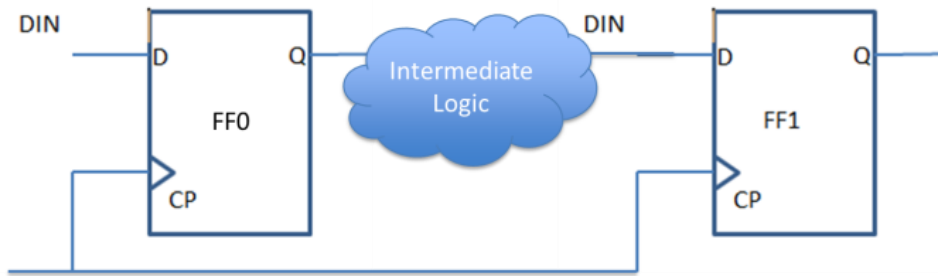 DIN
DIN
D
Q
Intermediate
Logic
D
Q
FF0
FF1
CP
CP